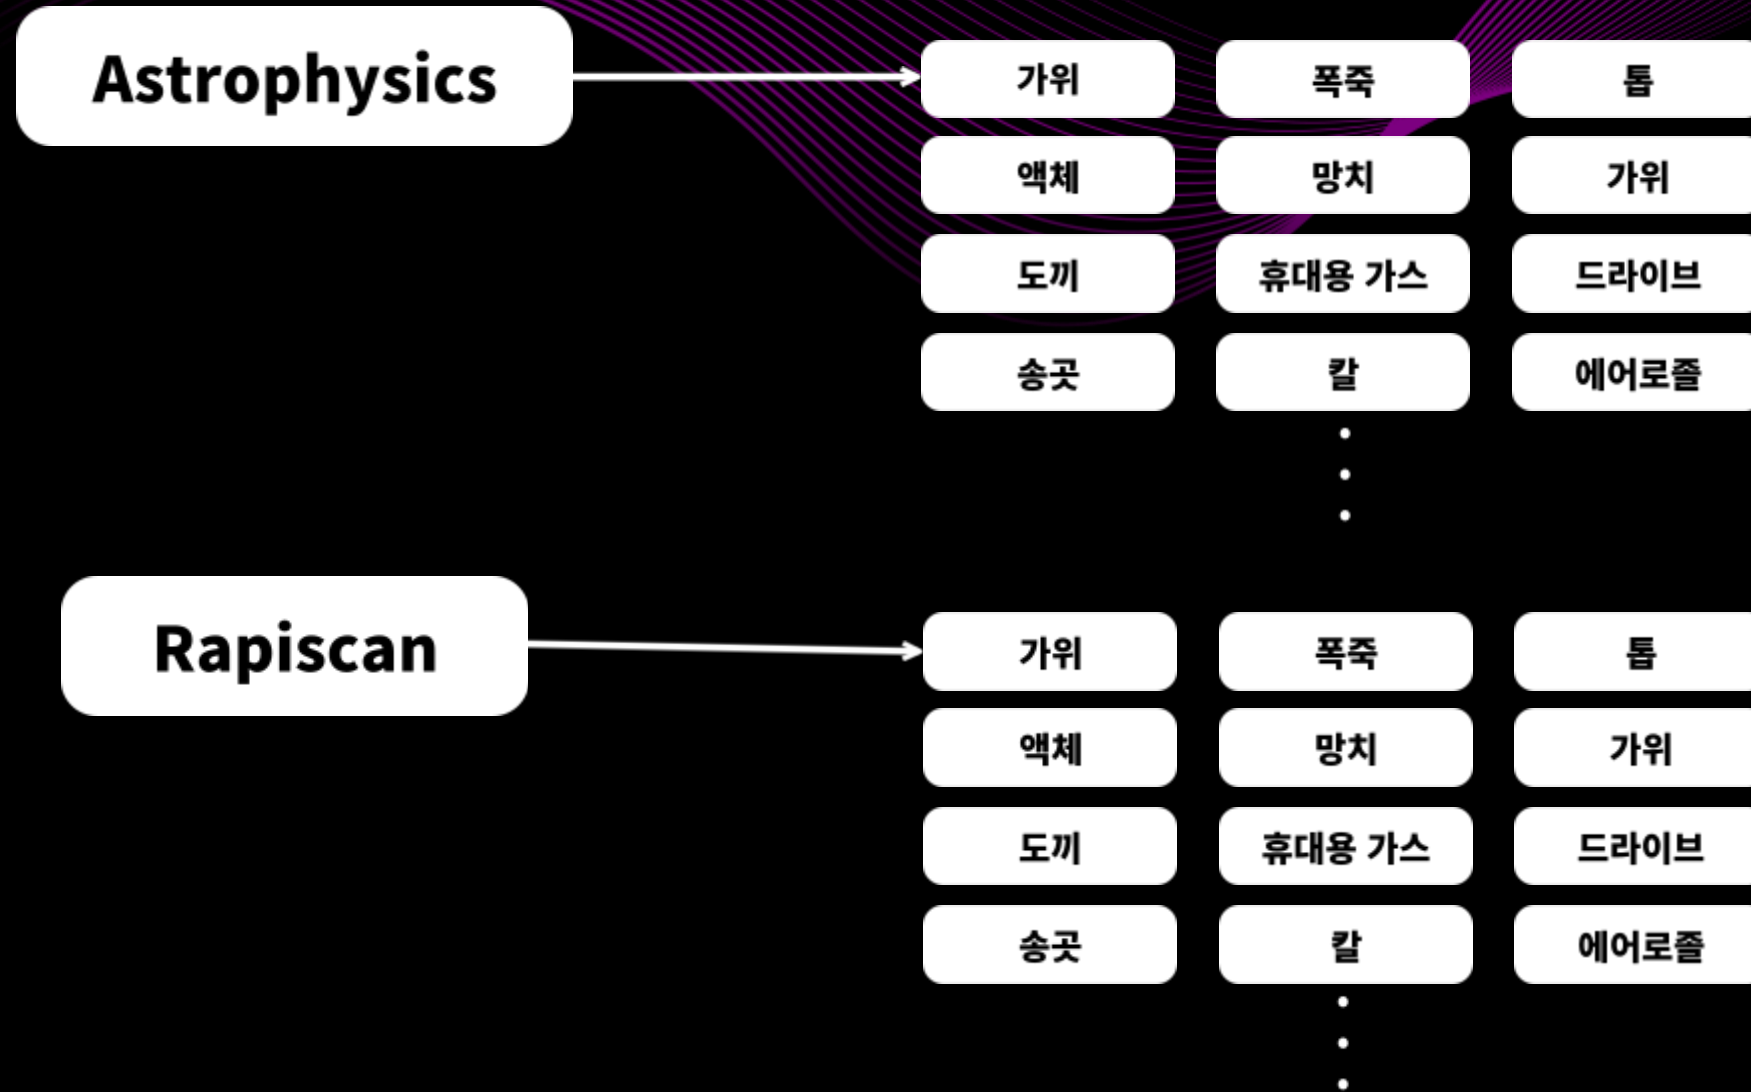 Astrophysics
가위 폭죽 톱
액체 망치 가위
도끼 휴대용 가스 드라이브
송곳 칼 에어로졸
Rapiscan
가위 폭죽 톱
액체 망치 가위
도끼 휴대용 가스 드라이브
송곳 칼 에어로졸